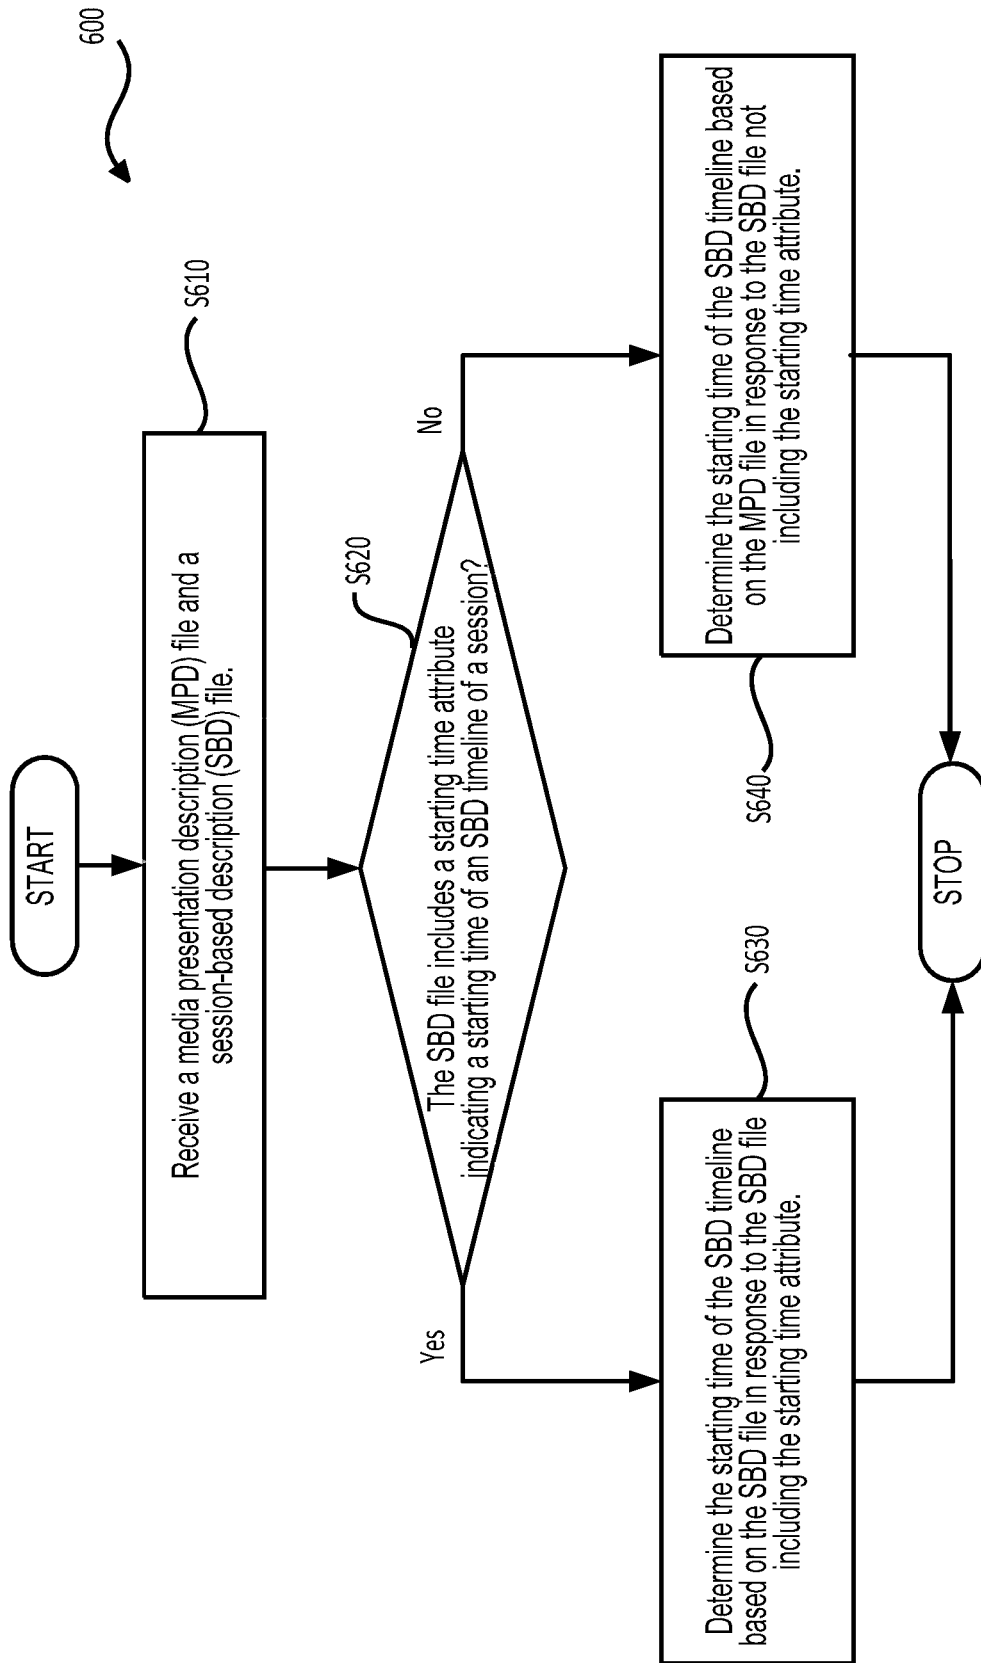 600
START
Receive a media presentation description (MPD) file and a
session-based description (SBD) file.
S610
The SBD file includes a starting time attribute
indicating a starting time of an SBD timeline of a session?
S620
Yes
No
Determine the starting time of the SBD timeline
based on the SBD file in response to the SBD file
including the starting time attribute.
S630
Determine the starting time of the SBD timeline based
on the MPD file in response to the SBD file not
including the starting time attribute.
S640
STOP